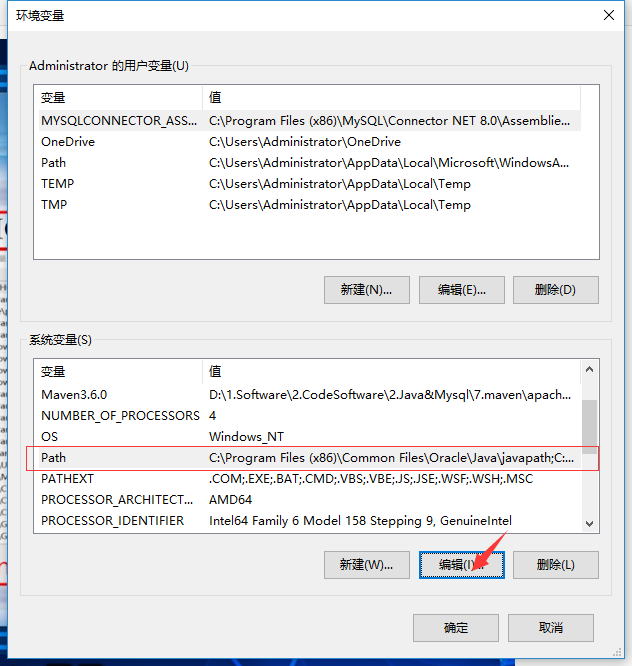 环境变量
Administrator 的用户变量(U)
变量 值
MYSQLCONNECTOR_ASS... C:\Program Files (x86)\MySQL\Connector NET 8.0\Assemblie...
OneDrive C:\Users\Administrator\OneDrive
Path C:\Users\Administrator\AppData\Local\Microsoft\WindowsA...
TEMP C:\Users\Administrator\AppData\Local\Temp
TMP C:\Users\Administrator\AppData\Local\Temp
新建(N)... 编辑(E)... 删除(D)
系统变量(S)
变量 值
Maven3.6.0 D:\1.Software\2.CodeSoftware\2.Java&Mysql\7.maven\apach...
NUMBER_OF_PROCESSORS 4
OS Windows_NT
Path C:\Program Files (x86)\Common Files\Oracle\Java\javapath;C:...
PATHEXT .COM;.EXE;.BAT;.CMD;.VBS;.VBE;.JS;.JSE;.WSF;.WSH;.MSC
PROCESSOR_ARCHITECT... AMD64
PROCESSOR_IDENTIFIER Intel64 Family 6 Model 158 Stepping 9, GenuineIntel
新建(W)... 编辑(I)... 删除(L)
确定 取消